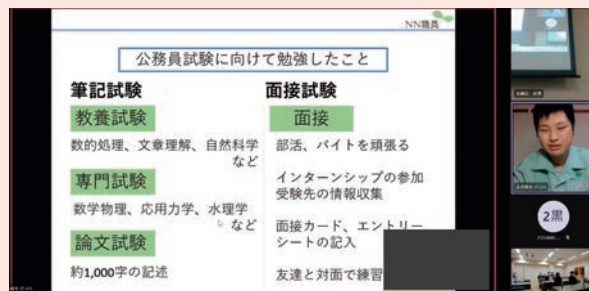 NN職員
公務員試験に向けて勉強したこと
筆記試験
教養試験
数的処理、文章理解、自然科学
など
専門試験
数学物理、応用力学、水理学
など
論文試験
約1,000字の記述
面接試験
面接
部活、バイトを頑張る
インターンシップの参加
受験先の情報収集
面接カード、エントリー
シートの記入
友達と対面で練習
2黒